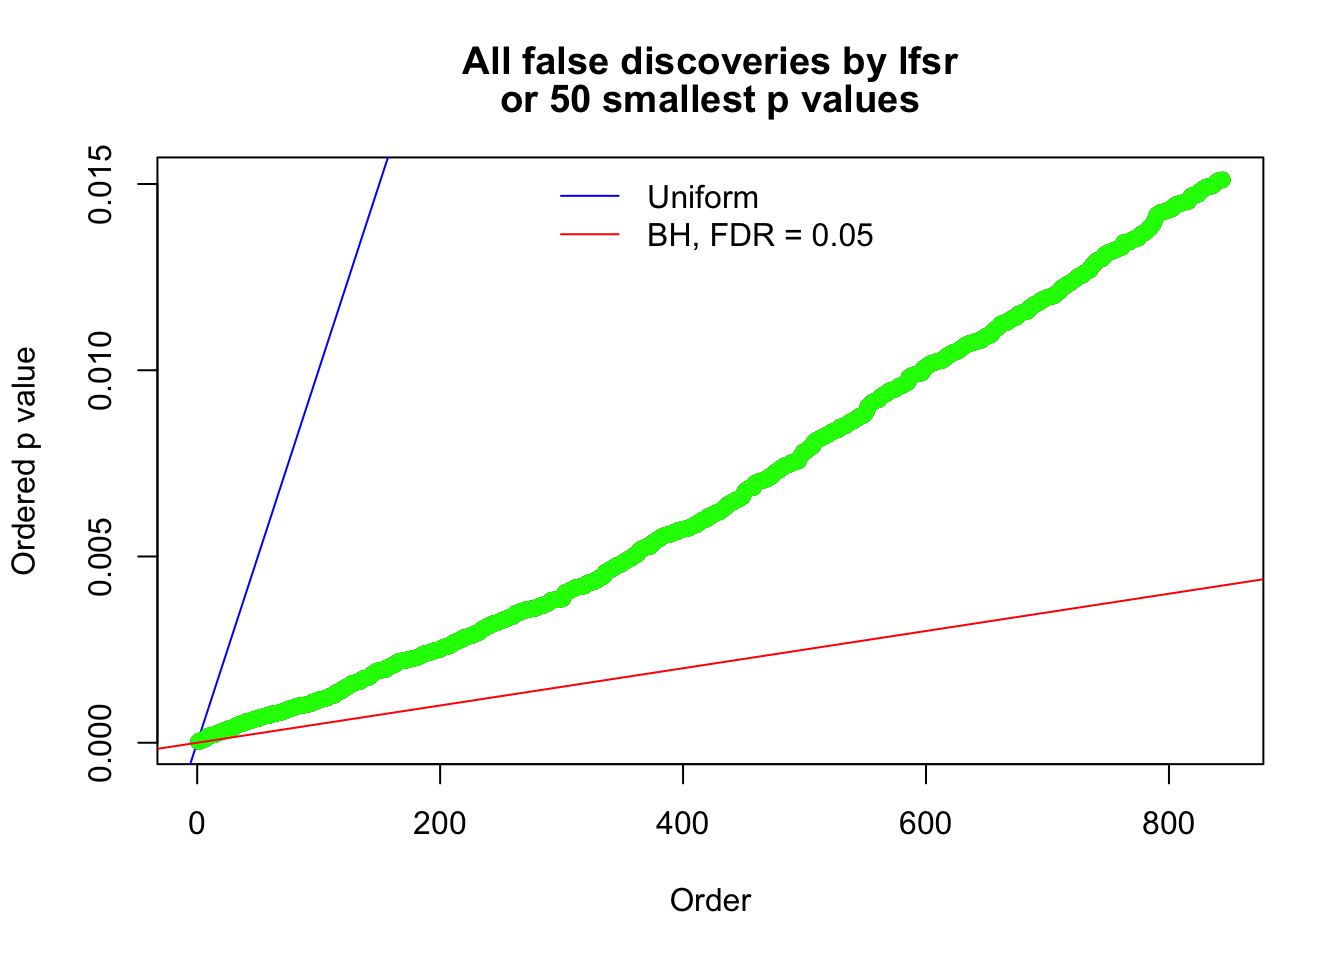 All false discoveries by lfsr
or 50 smallest p values
Uniform
BH, FDR = 0.05
Ordered p value
0.015
0.010
0.005
0.000
0 200 400 600 800
Order